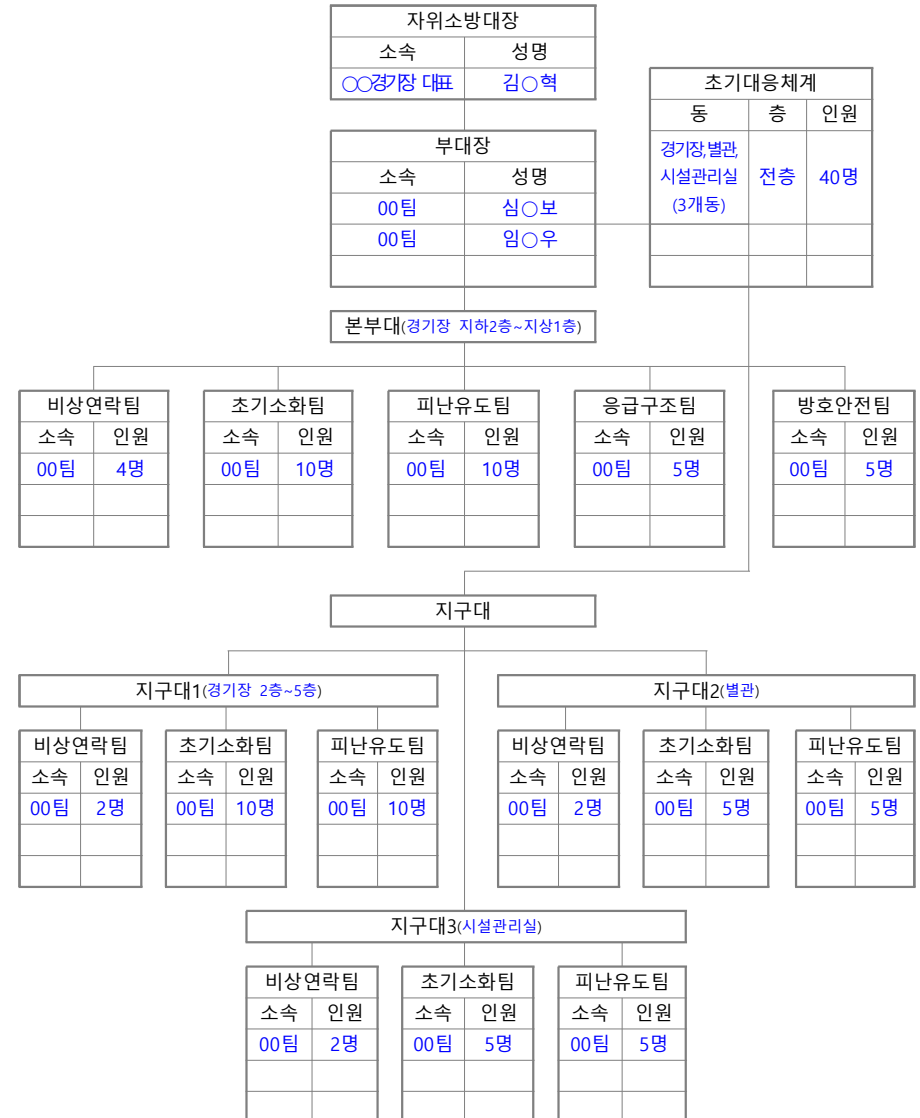 자위소방대장
소속 성명
○○경기장 대표 김○혁
초기대응체계
동 층 인원
경기장,별관,
시설관리실 전층 40명
(3개동)
부대장
소속 성명
00팀 심○보
00팀 임○우
본부대(경기장 지하2층~지상1층)
비상연락팀 초기소화팀 피난유도팀 응급구조팀 방호안전팀
소속 인원 소속 인원 소속 인원 소속 인원 소속 인원
00팀 4명 00팀 10명 00팀 10명 00팀 5명 00팀 5명
지구대
지구대1(경기장 2층~5층) 지구대2(별관)
비상연락팀 초기소화팀 피난유도팀 비상연락팀 초기소화팀 피난유도팀
소속 인원 소속 인원 소속 인원 소속 인원 소속 인원 소속 인원
00팀 2명 00팀 10명 00팀 10명 00팀 2명 00팀 5명 00팀 5명
지구대3(시설관리실)
비상연락팀 초기소화팀 피난유도팀
소속 인원 소속 인원 소속 인원
00팀 2명 00팀 5명 00팀 5명